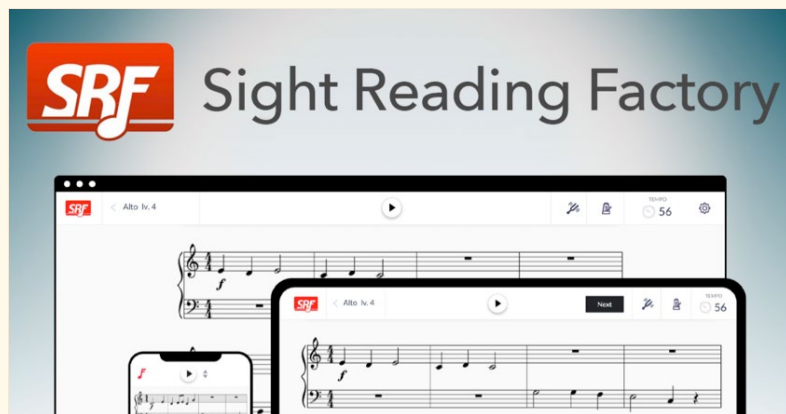 SRF Sight Reading Factory
SRF < Alto lv. 4 TEMPO 56
f
SRF < Alto lv. 4 Next TEMPO 56
f